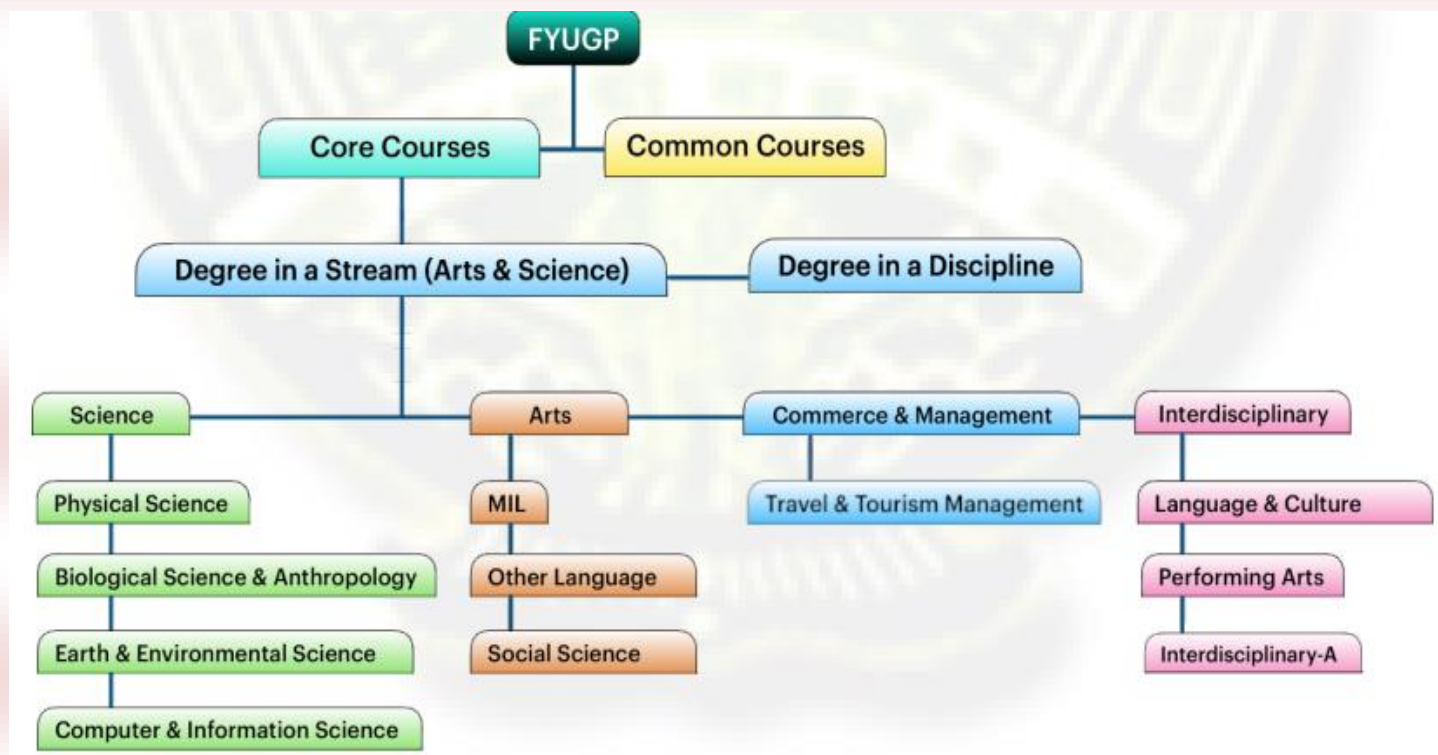 FYUGP
Core Courses
Common Courses
Degree in a Stream (Arts & Science)
Degree in a Discipline
Science
Arts
Commerce & Management
Interdisciplinary
Physical Science
MIL
Travel & Tourism Management
Language & Culture
Biological Science & Anthropology
Other Language
Performing Arts
Earth & Environmental Science
Social Science
Interdisciplinary-A
Computer & Information Science